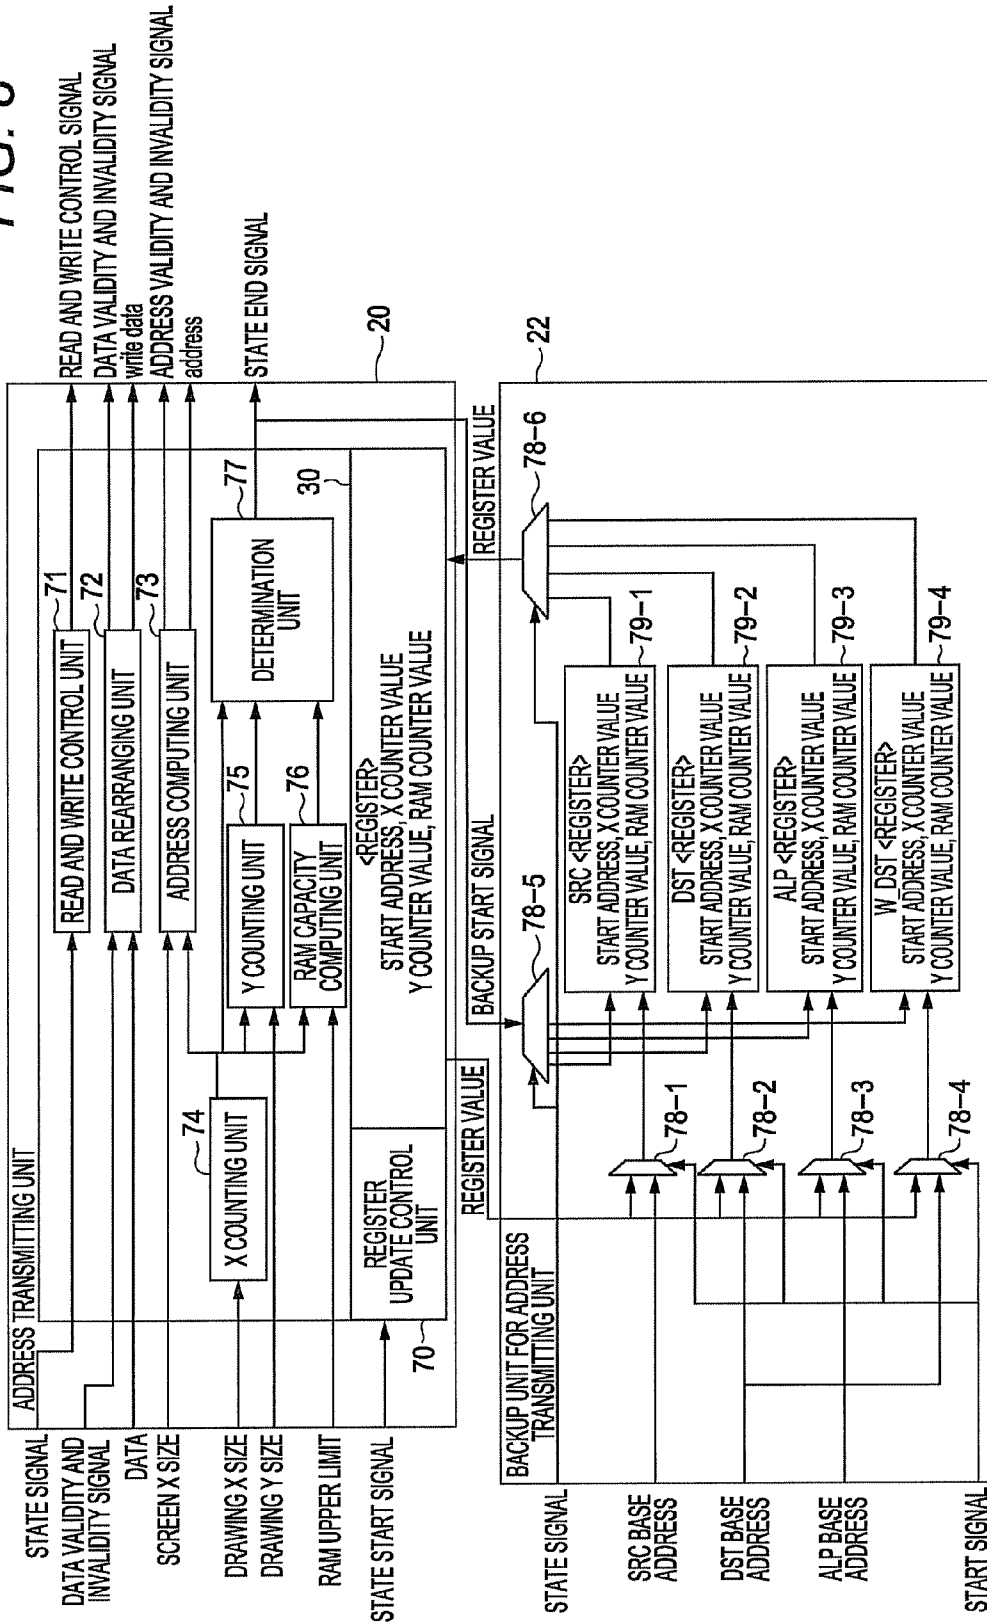 FIG. 6
ADDRESS TRANSMITTING UNIT
STATE SIGNAL
DATA VALIDITY AND
INVALIDITY SIGNAL
DATA
SCREEN X SIZE
DRAWING X SIZE
DRAWING Y SIZE
RAM UPPER LIMIT
STATE START SIGNAL
READ AND WRITE CONTROL UNIT
71
DATA REARRANGING UNIT
72
ADDRESS COMPUTING UNIT
73
X COUNTING UNIT
74
Y COUNTING UNIT
75
RAM CAPACITY
COMPUTING UNIT
76
DETERMINATION
UNIT
77
30
REGISTER
UPDATE CONTROL
UNIT
70
<REGISTER>
START ADDRESS, X COUNTER VALUE
Y COUNTER VALUE, RAM COUNTER VALUE
READ AND WRITE CONTROL SIGNAL
DATA VALIDITY AND INVALIDITY SIGNAL
write data
ADDRESS VALIDITY AND INVALIDITY SIGNAL
address
STATE END SIGNAL
20
REGISTER VALUE
BACKUP START SIGNAL
REGISTER VALUE
22
BACKUP UNIT FOR ADDRESS
TRANSMITTING UNIT
STATE SIGNAL
SRC BASE
ADDRESS
DST BASE
ADDRESS
ALP BASE
ADDRESS
START SIGNAL
78-1
78-2
78-3
78-4
78-5
78-6
SRC <REGISTER>
START ADDRESS, X COUNTER VALUE
Y COUNTER VALUE, RAM COUNTER VALUE
79-1
DST <REGISTER>
START ADDRESS, X COUNTER VALUE
Y COUNTER VALUE, RAM COUNTER VALUE
79-2
ALP <REGISTER>
START ADDRESS, X COUNTER VALUE
Y COUNTER VALUE, RAM COUNTER VALUE
79-3
W_DST <REGISTER>
START ADDRESS, X COUNTER VALUE
Y COUNTER VALUE, RAM COUNTER VALUE
79-4